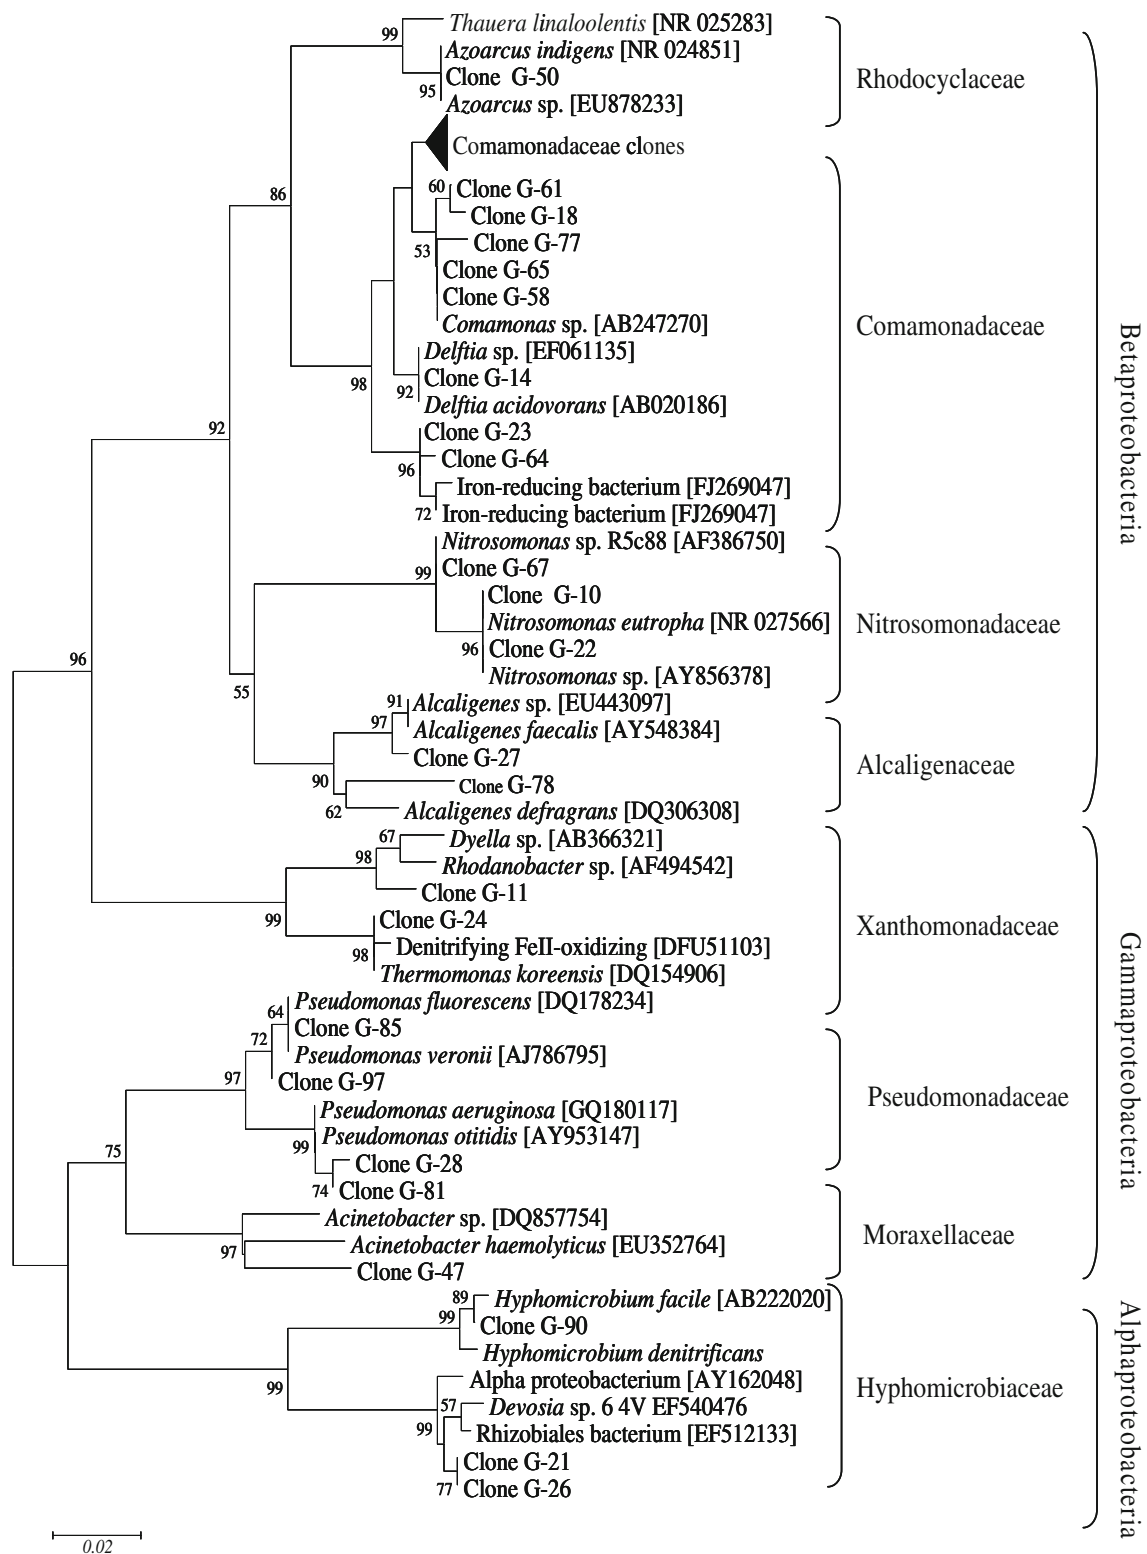 99
Thauera linaloolentis [NR 025283]
Azoarcus indigens [NR 024851]
Clone G-50
95
Azoarcus sp. [EU878233]
Rhodocyclaceae
Comamonadaceae clones
86
60
Clone G-61
Clone G-18
Clone G-77
53
Clone G-65
Clone G-58
Comamonas sp. [AB247270]
Delftia sp. [EF061135]
98
92
Clone G-14
Delftia acidovorans [AB020186]
Clone G-23
Clone G-64
96
Iron-reducing bacterium [FJ269047]
72
Iron-reducing bacterium [FJ269047]
Comamonadaceae
92
Nitrosomonas sp. R5c88 [AF386750]
99
Clone G-67
Clone G-10
Nitrosomonas eutropha [NR 027566]
96
Clone G-22
Nitrosomonas sp. [AY856378]
Nitrosomonadaceae
96
55
91
Alcaligenes sp. [EU443097]
97
Alcaligenes faecalis [AY548384]
Clone G-27
90
Clone G-78
62
Alcaligenes defragrans [DQ306308]
Alcaligenaceae
Betaproteobacteria
67
Dyella sp. [AB366321]
98
Rhodanobacter sp. [AF494542]
Clone G-11
99
Clone G-24
98
Denitrifying FeII-oxidizing [DFU51103]
Thermomonas koreensis [DQ154906]
Xanthomonadaceae
64
Pseudomonas fluorescens [DQ178234]
72
Clone G-85
Pseudomonas veronii [AJ786795]
97
Clone G-97
Pseudomonas aeruginosa [GQ180117]
99
Pseudomonas otitidis [AY953147]
Clone G-28
74
Clone G-81
Pseudomonadaceae
75
Acinetobacter sp. [DQ857754]
97
Acinetobacter haemolyticus [EU352764]
Clone G-47
Moraxellaceae
Gammaproteobacteria
89
Hyphomicrobium facile [AB222020]
99
Clone G-90
Hyphomicrobium denitrificans
99
Alpha proteobacterium [AY162048]
57
Devosia sp. 6 4V EF540476
99
Rhizobiales bacterium [EF512133]
Clone G-21
77
Clone G-26
Hyphomicrobiaceae
Alphaproteobacteria
0.02